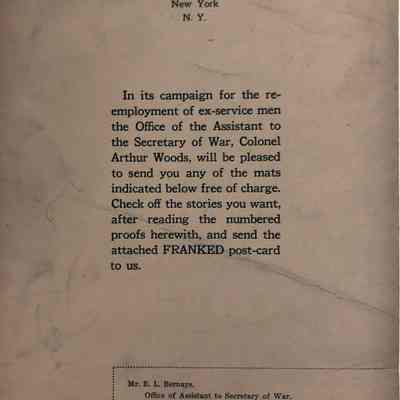 New York
N. Y.
In its campaign for the re-
employment of ex-service men
the Office of the Assistant to
the Secretary of War, Colonel
Arthur Woods, will be pleased
to send you any of the mats
indicated below free of charge.
Check off the stories you want,
after reading the numbered
proofs herewith, and send the
attached FRANKED post-card
to us.
Mr. E. L. Bernays,
Office of Assistant to Secretary of War,